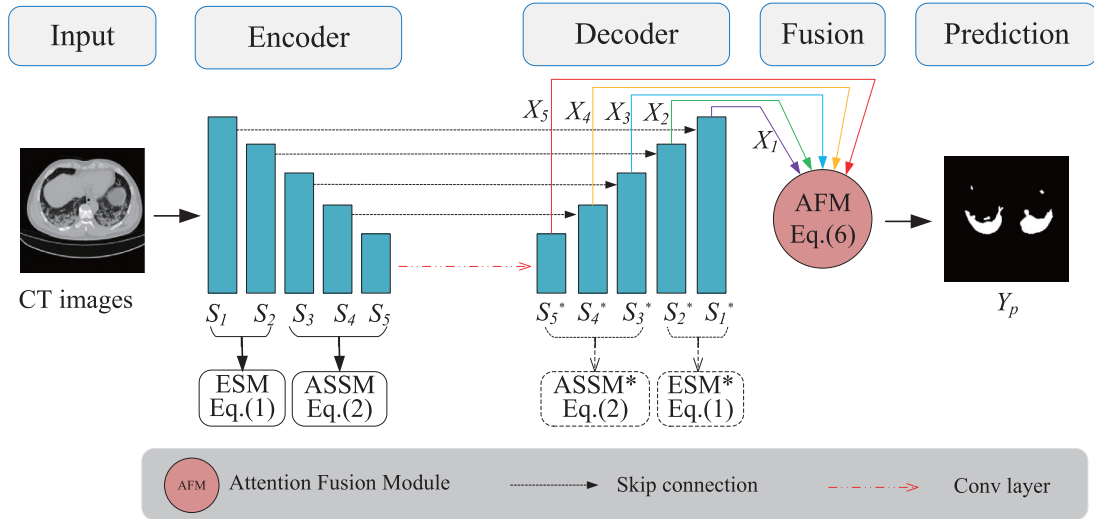 Input Encoder Decoder Fusion Prediction
X5 X4 X3 X2
X1
AFM
Eq.(6)
CT images
S1 S2 S3 S4 S5 S5* S4* S3* S2* S1*
Yp
ESM
Eq.(1)
ASSM
Eq.(2)
ASSM*
Eq.(2)
ESM*
Eq.(1)
AFM Attention Fusion Module Skip connection Conv layer